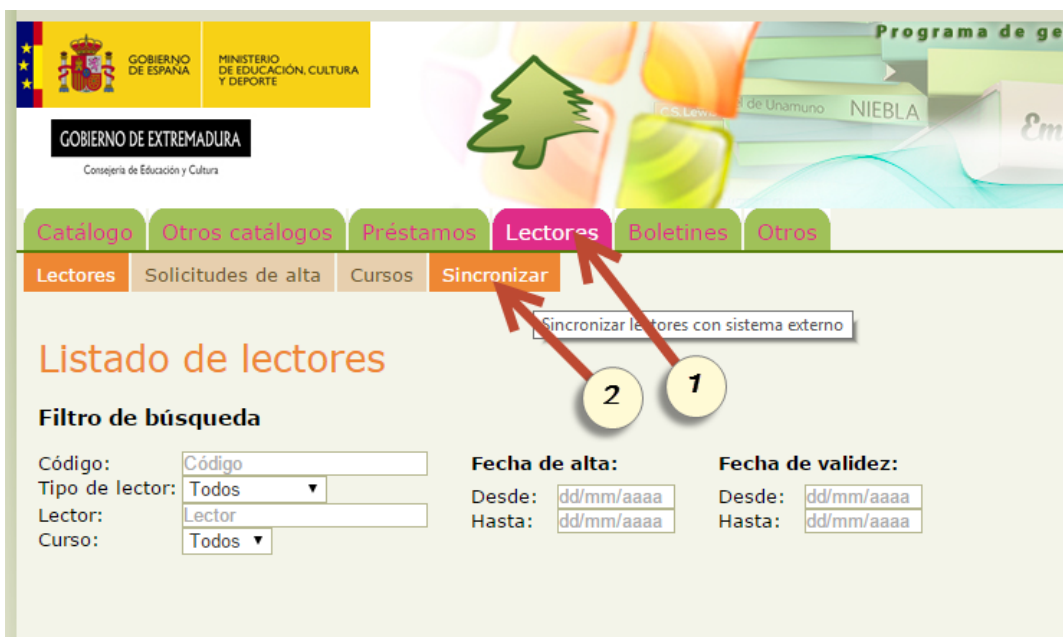 Programa de ge
GOBIERNO
DE ESPAÑA
MINISTERIO
DE EDUCACIÓN, CULTURA
Y DEPORTE
GOBIERNO DE EXTREMADURA
Consejería de Educación y Cultura
C.S. Lewis
l de Unamuno NIEBLA
Em
Catálogo Otros catálogos Préstamos Lectores Boletines Otros
Lectores Solicitudes de alta Cursos Sincronizar
Sincronizar lectores con sistema externo
Listado de lectores
1
2
Filtro de búsqueda
Código: Código Fecha de alta: Fecha de validez:
Tipo de lector: Todos Desde: dd/mm/aaaa Desde: dd/mm/aaaa
Lector: Lector Hasta: dd/mm/aaaa Hasta: dd/mm/aaaa
Curso: Todos